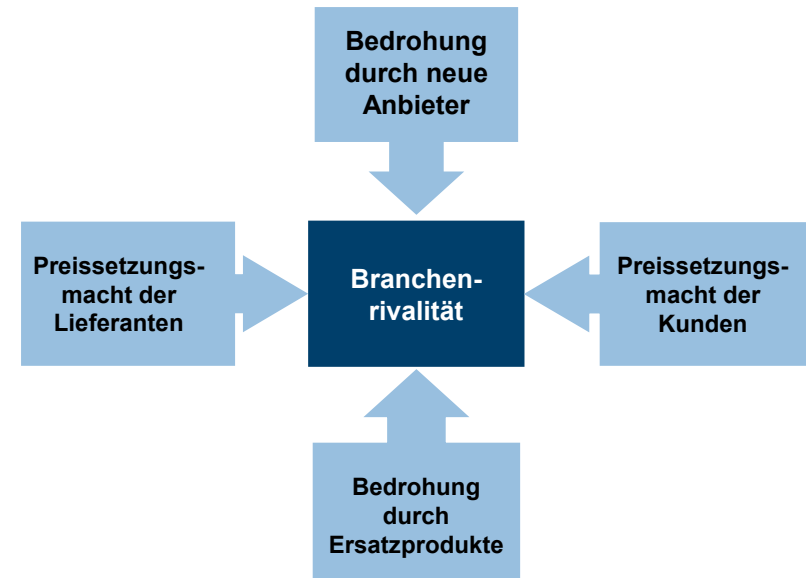 Bedrohung
durch neue
Anbieter
Preissetzungs-
macht der
Lieferanten
Branchen-
rivalität
Preissetzungs-
macht der
Kunden
Bedrohung
durch
Ersatzprodukte